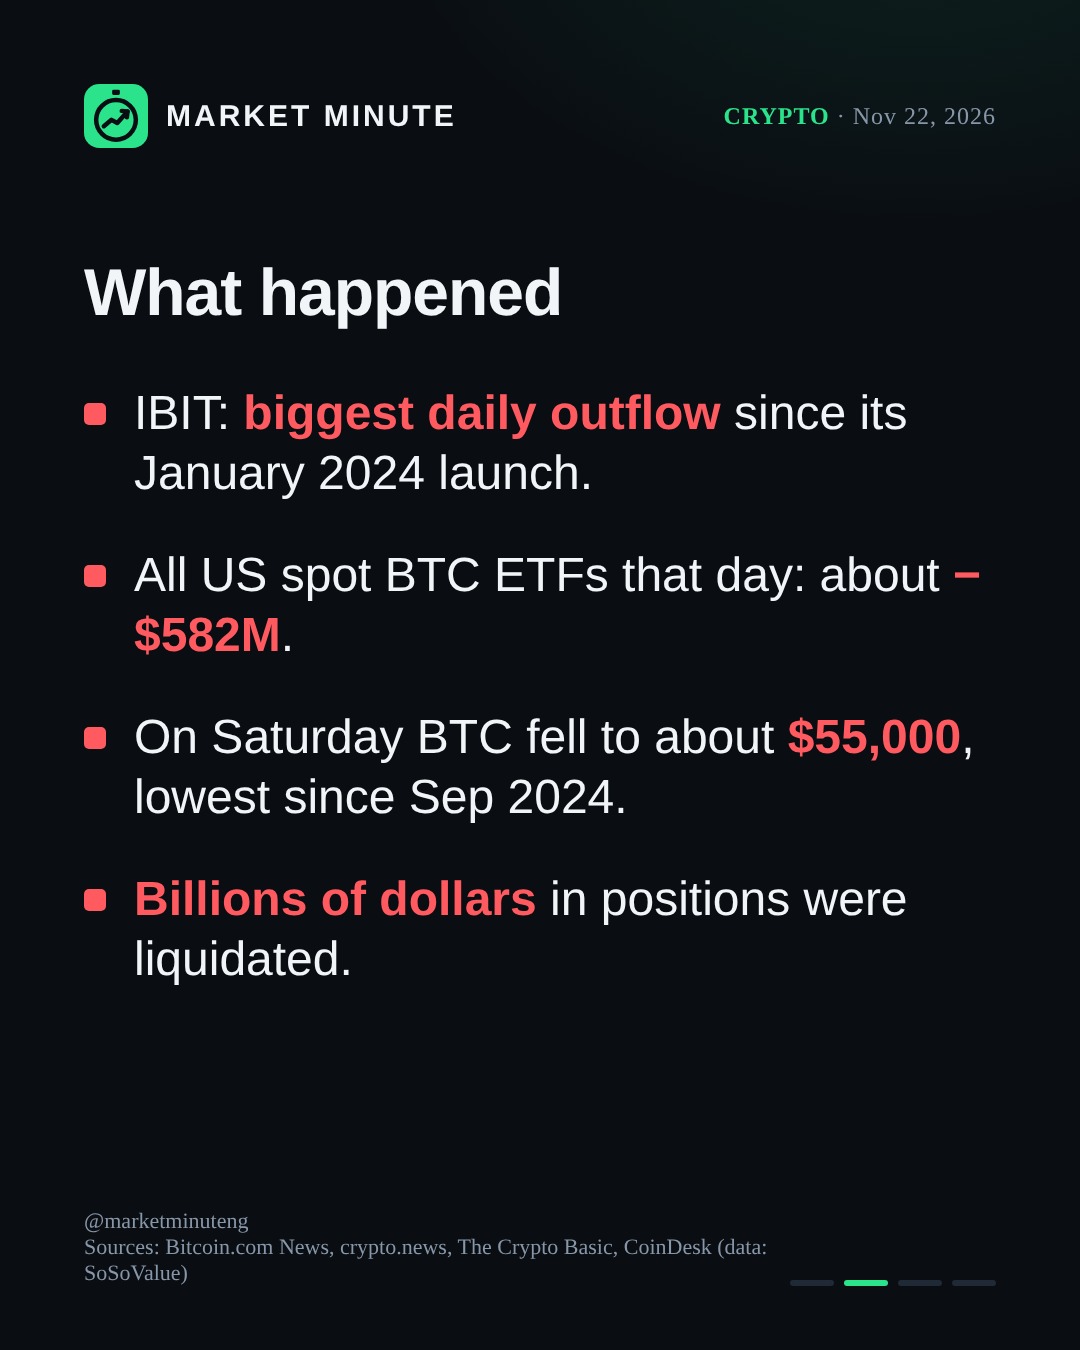 MARKET MINUTE
CRYPTO · Nov 22, 2026
What happened
IBIT: biggest daily outflow since its
January 2024 launch.
All US spot BTC ETFs that day: about −
$582M.
On Saturday BTC fell to about $55,000,
lowest since Sep 2024.
Billions of dollars in positions were
liquidated.
@marketminuteng
Sources: Bitcoin.com News, crypto.news, The Crypto Basic, CoinDesk (data:
SoSoValue)